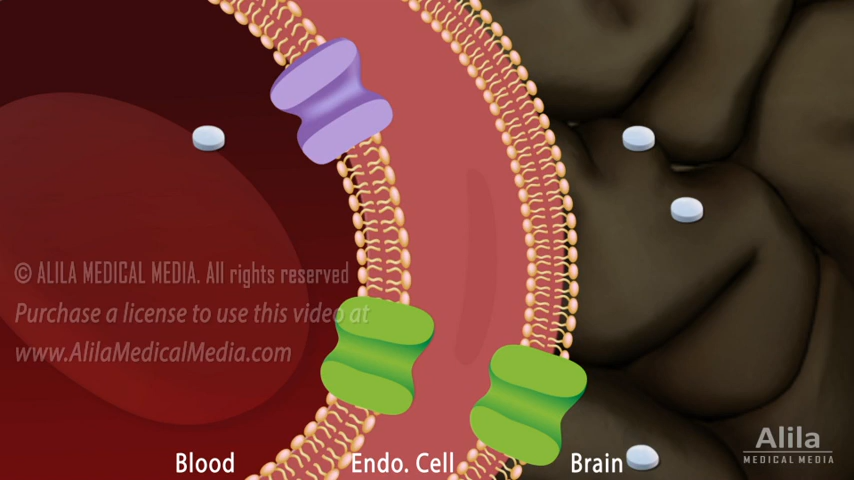 © ALILA MEDICAL MEDIA. All rights reserved
Purchase a license to use this video at
www.AlilaMedicalMedia.com
Blood
Endo. Cell
Brain
Alila
MEDICAL MEDIA